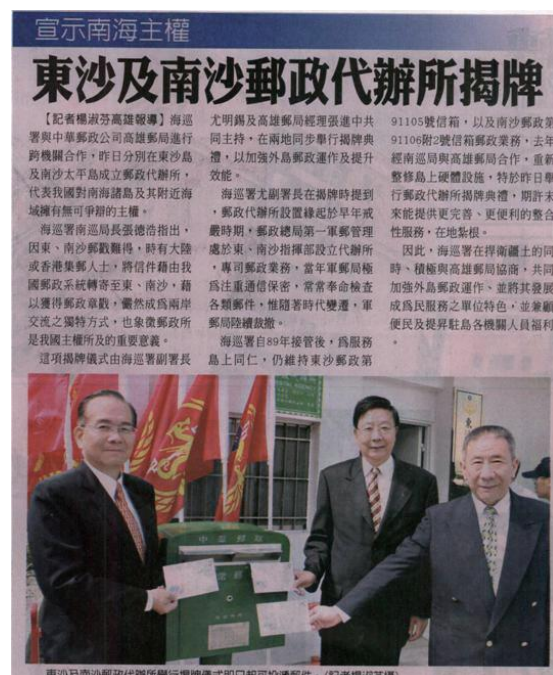 宣示南海主權
東沙及南沙郵政代辦所揭牌
【記者楊淑芬高雄報導】海巡
署與中華郵政公司高雄郵局進行
跨機關合作，昨日分別在東沙島
及南沙太平島成立郵政代辦所，
代表我國對南海諸島及其附近海
域擁有無可爭辯的主權。
海巡署南巡局長張德浩指出，
因東、南沙郵戳難得，時有大陸
或香港集郵人士，將信件藉由我
國郵政系統轉寄至東、南沙，藉
以獲得郵政章戳，儼然成爲兩岸
交流之獨特方式，也象徵郵政所
是我國主權所及的重要意義。
這項揭牌儀式由海巡署副署長
尤明錫及高雄郵局經理張進中共
同主持，在兩地同步舉行揭牌典
禮，以加強外島郵政運作及提升
效能。
海巡署尤副署長在揭牌時提到
，郵政代辦所設置緣起於早年戒
嚴時期，郵政總局第一軍郵管理
處於東、南沙指揮部設立代辦所
，專司郵政業務，當年軍郵局極
爲注重通信保密，常常奉命檢查
各類郵件，惟隨著時代變遷，軍
郵局陸續裁撤。
海巡署自89年接管後，爲服務
島上同仁，仍維持東沙郵政第
91105號信箱，以及南沙郵政第
91106附2號信箱郵政業務，去年
經南巡局與高雄郵局合作，重新
整修島上硬體設施，特於昨日舉
行郵政代辦所揭牌典禮，期許未
來能提供更完善、更便利的整合
性服務，在地紮根。
因此，海巡署在捍衛疆土的同
時、積極與高雄郵局協商，共同
加強外島郵政運作、並將其發展
成爲民服務之單位特色，並兼顧
便民及提昇駐島各機關人員福利
。
中華郵政
東